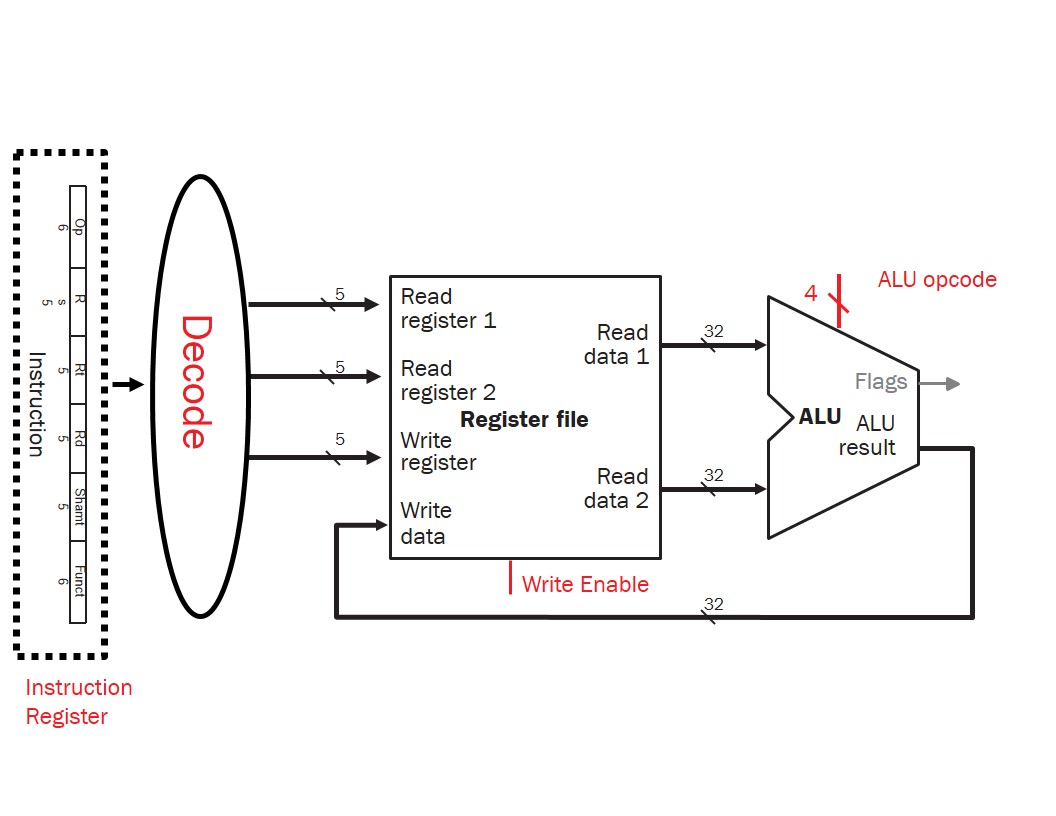 Op
6
R
s
5
Rt
5
Rd
5
Shamt
5
Funct
6
Instruction
Instruction
Register
Decode
5
5
5
Read
register 1
Read
register 2
Register file
Write
register
Write
data
Read
data 1
Read
data 2
Write Enable
32
32
32
4
ALU opcode
Flags
ALU
ALU
result